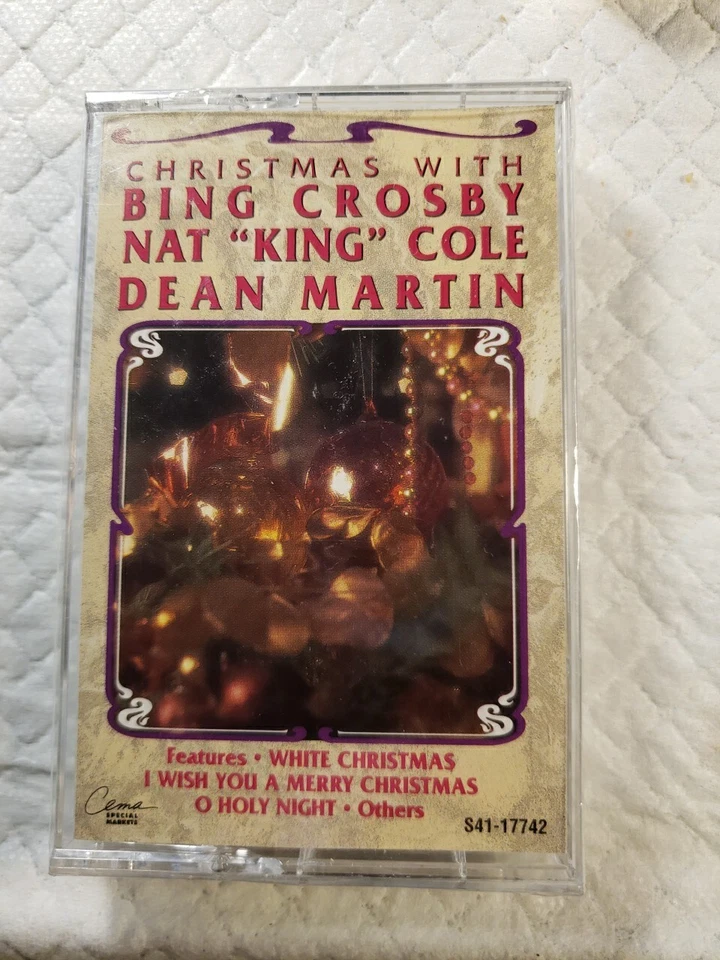 CHRISTMAS WITH
BING CROSBY
NAT “KING” COLE
DEAN MARTIN
Features • WHITE CHRISTMAS
I WISH YOU A MERRY CHRISTMAS
O HOLY NIGHT • Others
Cema
SPECIAL
MARKETS
S41-17742